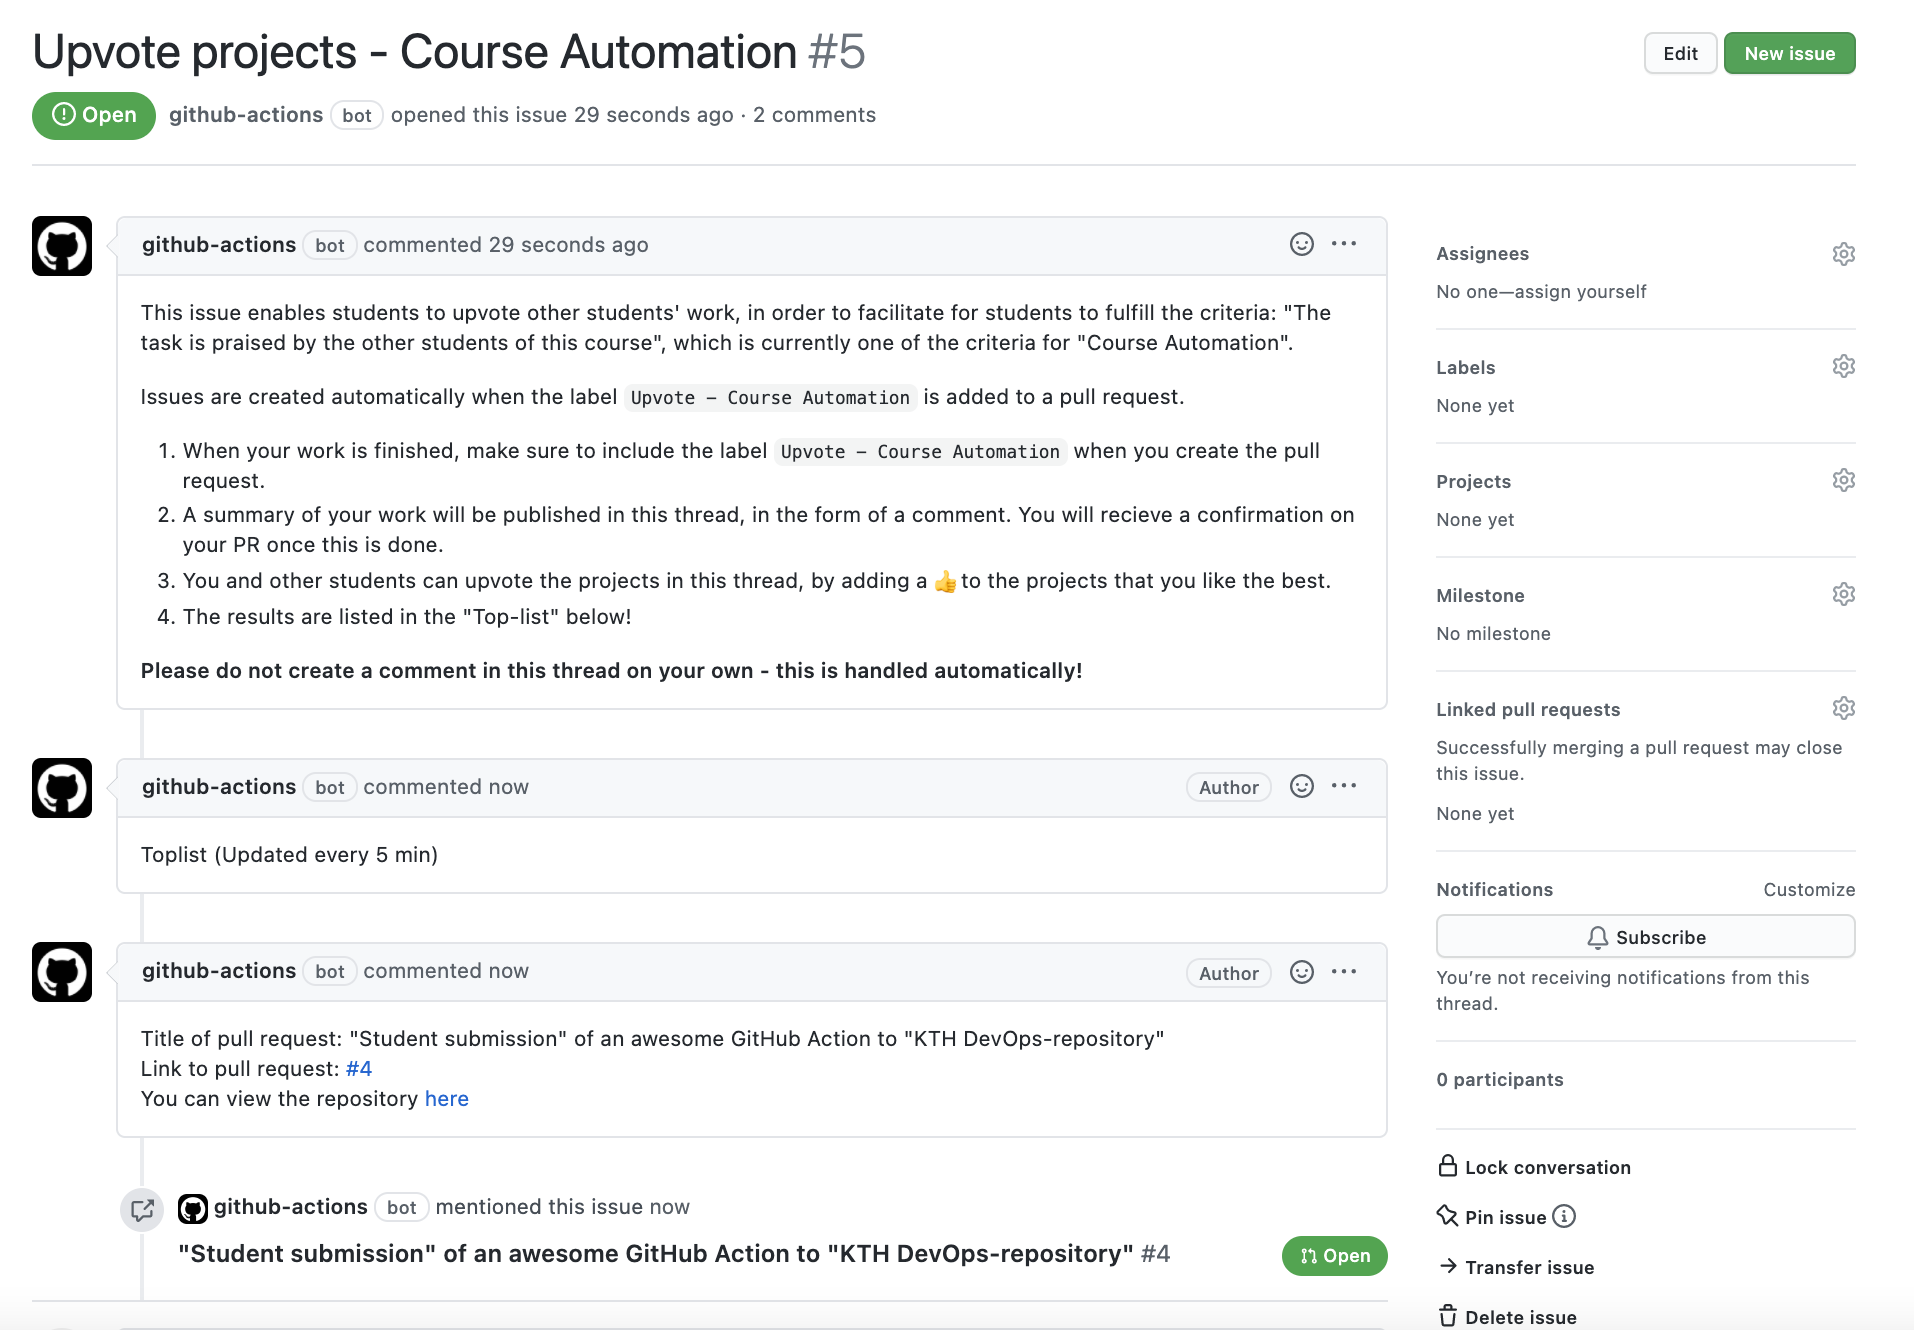 Upvote projects - Course Automation #5
Edit
New issue
Open
github-actions bot opened this issue 29 seconds ago · 2 comments
github-actions bot commented 29 seconds ago
This issue enables students to upvote other students' work, in order to facilitate for students to fulfill the criteria: "The
task is praised by the other students of this course", which is currently one of the criteria for "Course Automation".
Issues are created automatically when the label Upvote - Course Automation is added to a pull request.
1. When your work is finished, make sure to include the label Upvote - Course Automation when you create the pull
request.
2. A summary of your work will be published in this thread, in the form of a comment. You will recieve a confirmation on
your PR once this is done.
3. You and other students can upvote the projects in this thread, by adding a 👍 to the projects that you like the best.
4. The results are listed in the "Top-list" below!
Please do not create a comment in this thread on your own - this is handled automatically!
github-actions bot commented now
Author
Toplist (Updated every 5 min)
github-actions bot commented now
Author
Title of pull request: "Student submission" of an awesome GitHub Action to "KTH DevOps-repository"
Link to pull request: #4
You can view the repository here
github-actions bot mentioned this issue now
"Student submission" of an awesome GitHub Action to "KTH DevOps-repository" #4
Open
Assignees
No one—assign yourself
Labels
None yet
Projects
None yet
Milestone
No milestone
Linked pull requests
Successfully merging a pull request may close
this issue.
None yet
Notifications
Customize
Subscribe
You're not receiving notifications from this
thread.
0 participants
Lock conversation
Pin issue
Transfer issue
Delete issue